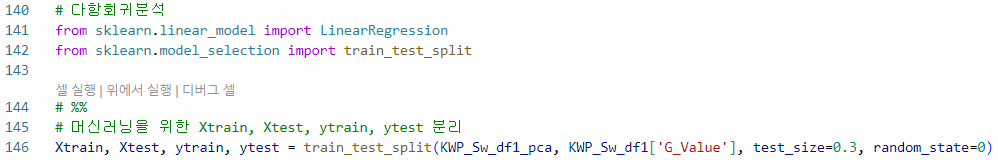 140 # 다항회귀분석
141 from sklearn.linear_model import LinearRegression
142 from sklearn.model_selection import train_test_split
143
셀 실행 | 위에서 실행 | 디버그 셀
144 # %%
145 # 머신러닝을 위한 Xtrain, Xtest, ytrain, ytest 분리
146 Xtrain, Xtest, ytrain, ytest = train_test_split(KWP_Sw_df1_pca, KWP_Sw_df1['G_Value'], test_size=0.3, random_state=0)